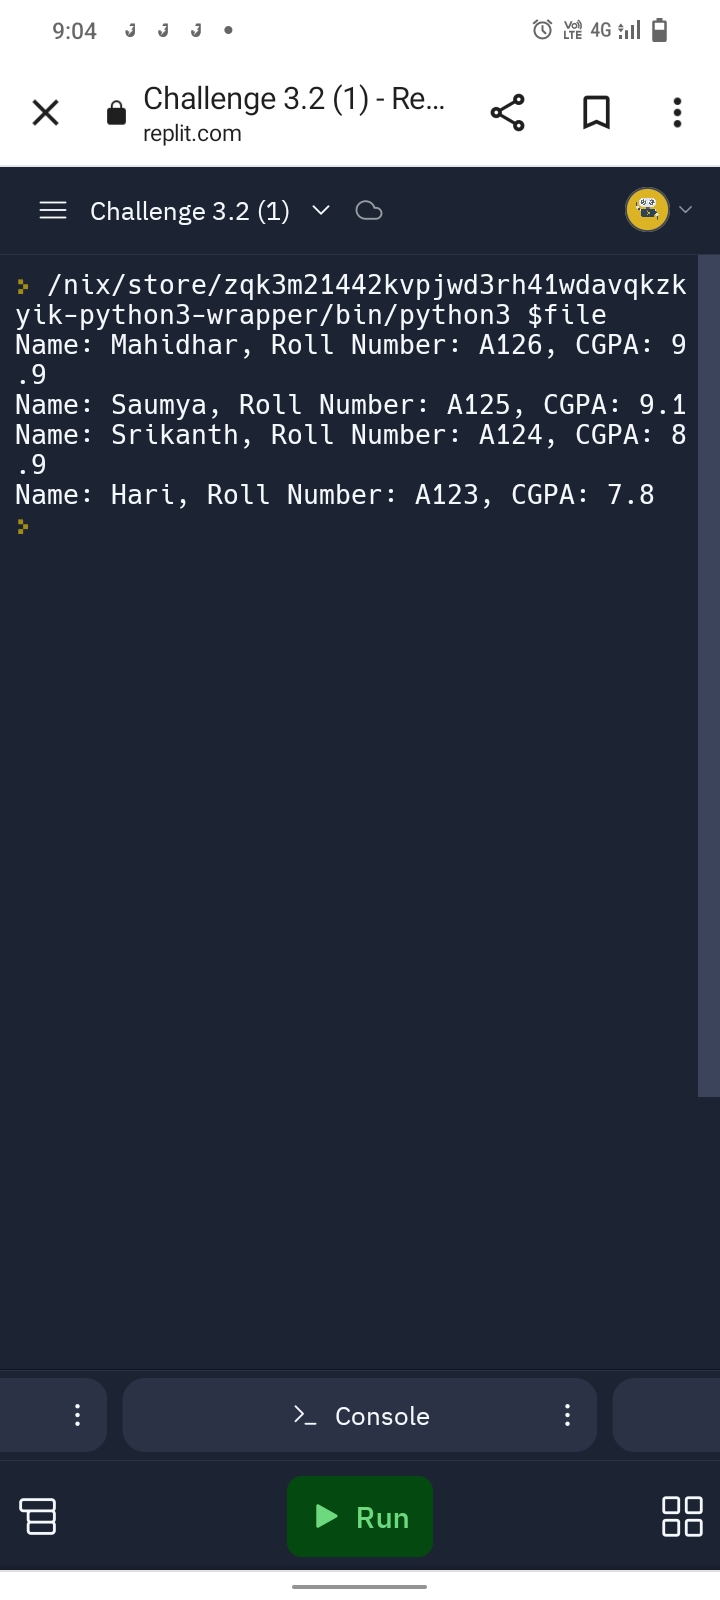 9:04
Vo)) LTE 4G
Challenge 3.2 (1) - Re...
replit.com
Challenge 3.2 (1)
/nix/store/zqk3m21442kvpjwd3rh41wdavqkzk
yik-python3-wrapper/bin/python3 $file
Name: Mahidhar, Roll Number: A126, CGPA: 9
.9
Name: Saumya, Roll Number: A125, CGPA: 9.1
Name: Srikanth, Roll Number: A124, CGPA: 8
.9
Name: Hari, Roll Number: A123, CGPA: 7.8
Console
Run